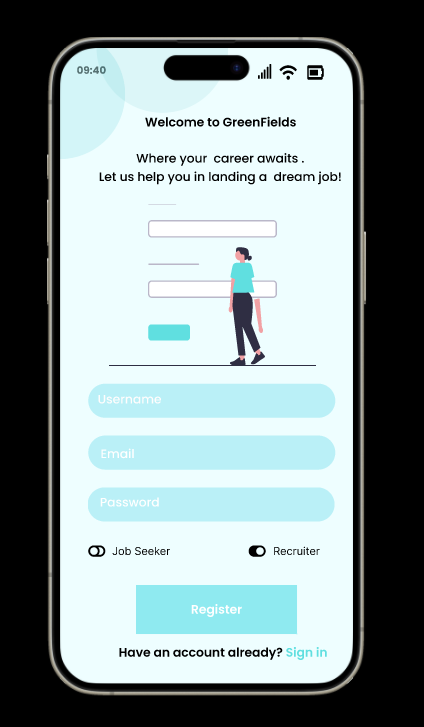 09:40
Welcome to GreenFields
Where your career awaits .
Let us help you in landing a dream job!
Username
Email
Password
Job Seeker
Recruiter
Register
Have an account already? Sign in